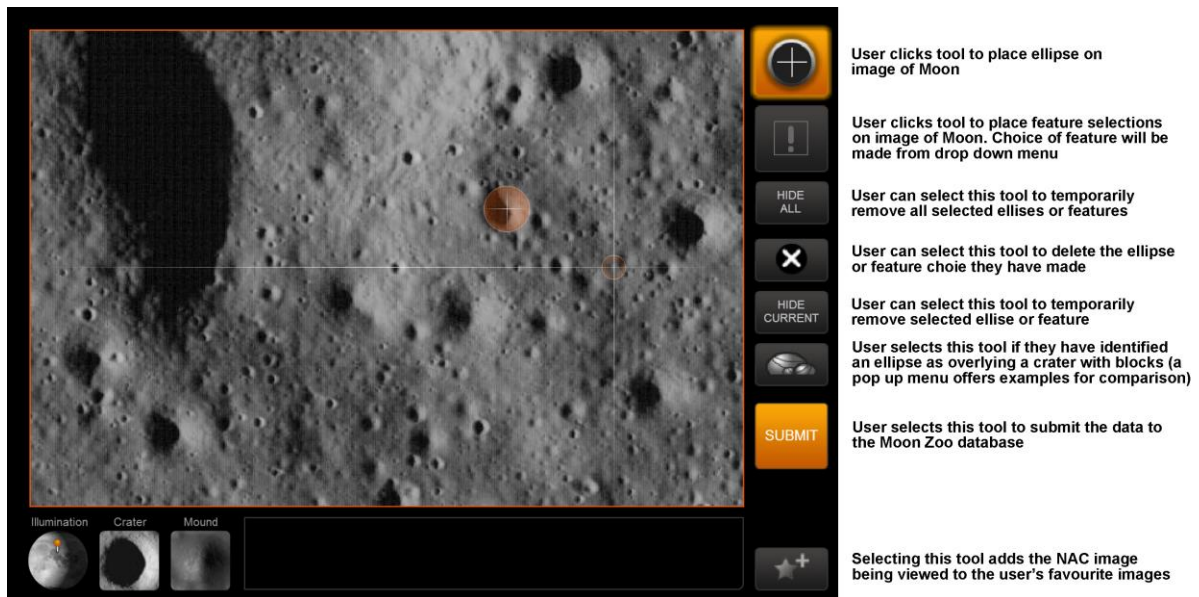 User clicks tool to place ellipse on
image of Moon
User clicks tool to place feature selections
on image of Moon. Choice of feature will be
made from drop down menu
HIDE
ALL
User can select this tool to temporarily
remove all selected ellises or features
User can select this tool to delete the ellipse
or feature choie they have made
HIDE
CURRENT
User can select this tool to temporarily
remove selected ellise or feature
User selects this tool if they have identified
an ellipse as overlying a crater with blocks (a
pop up menu offers examples for comparison)
SUBMIT
User selects this tool to submit the data to
the Moon Zoo database
Illumination
Crater
Mound
Selecting this tool adds the NAC image
being viewed to the user's favourite images